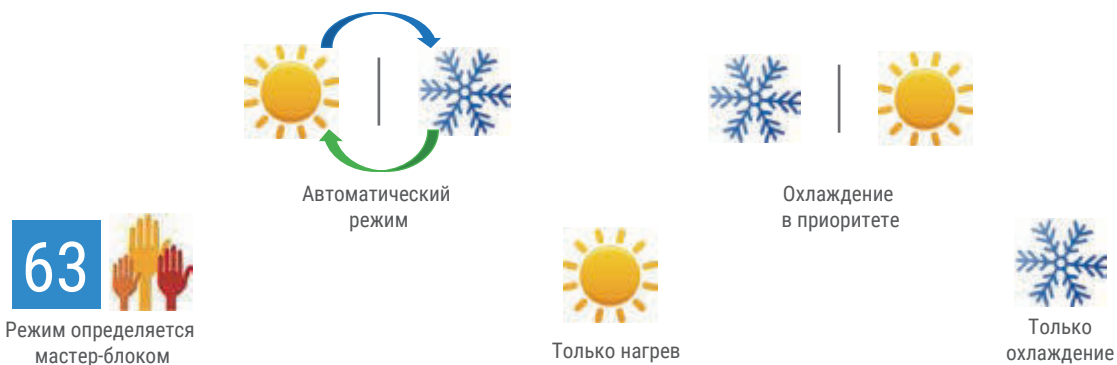 Автоматический
режим
Охлаждение
в приоритете
63
Режим определяется
мастер-блоком
Только нагрев
Только
охлаждение